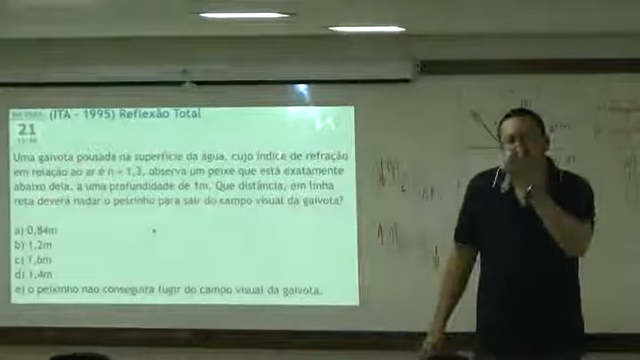 (ITA - 1995) Reflexão Total
21
Uma gaivota pousada na superfície da água, cujo índice de refração
em relação ao ar é n = 1,3, observa um peixe que está exatamente
abaixo dela, a uma profundidade de 1m. Que distância, em linha
reta deverá nadar o peixinho para sair do campo visual da gaivota?
a) 0,84m
b) 1,2m
c) 1,6m
d) 1,4m
e) o peixinho não conseguirá fugir do campo visual da gaivota.